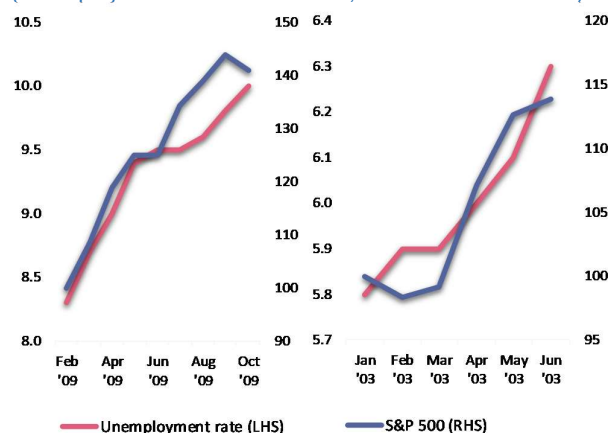 10.5
150
10.0
140
9.5
130
120
9.0
110
8.5
100
8.0
90
Feb '09
Apr '09
Jun '09
Aug '09
Oct '09
6.4
120
6.3
115
6.2
6.1
110
6.0
105
5.9
100
5.8
5.7
95
Jan '03
Feb '03
Mar '03
Apr '03
May '03
Jun '03
Unemployment rate (LHS)
S&P 500 (RHS)